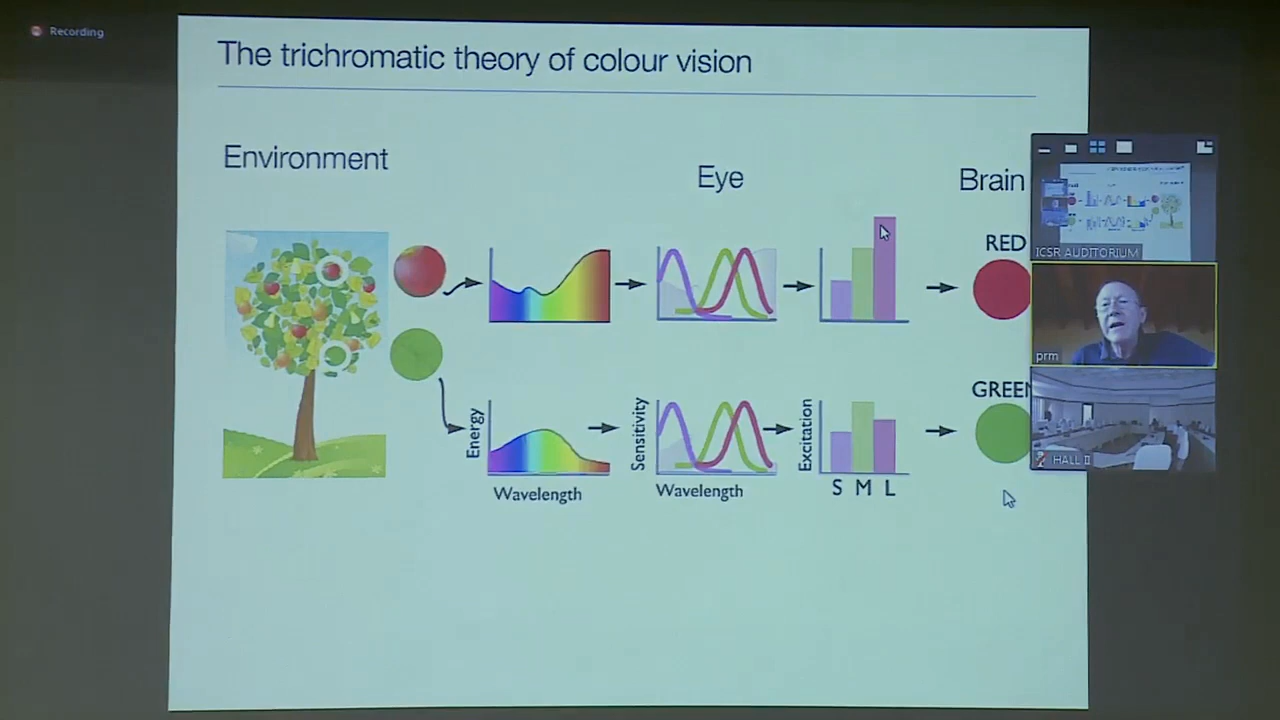 Recording
The trichromatic theory of colour vision
Environment
Eye
Brain
RED
ICSR AUDITORIUM
prm
GREEN
Energy
Sensitivity
Excitation
HALL II
Wavelength
Wavelength
S M L